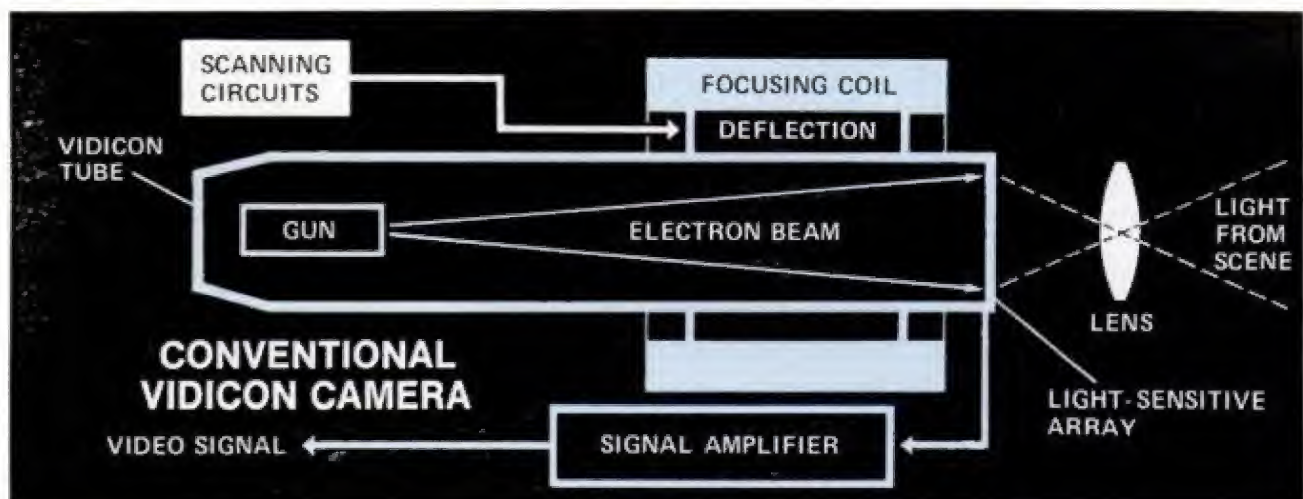 SCANNING
CIRCUITS
FOCUSING COIL
DEFLECTION
VIDICON
TUBE
GUN
ELECTRON BEAM
LIGHT
FROM
SCENE
LENS
CONVENTIONAL
VIDICON CAMERA
LIGHT-SENSITIVE
ARRAY
VIDEO SIGNAL
SIGNAL AMPLIFIER